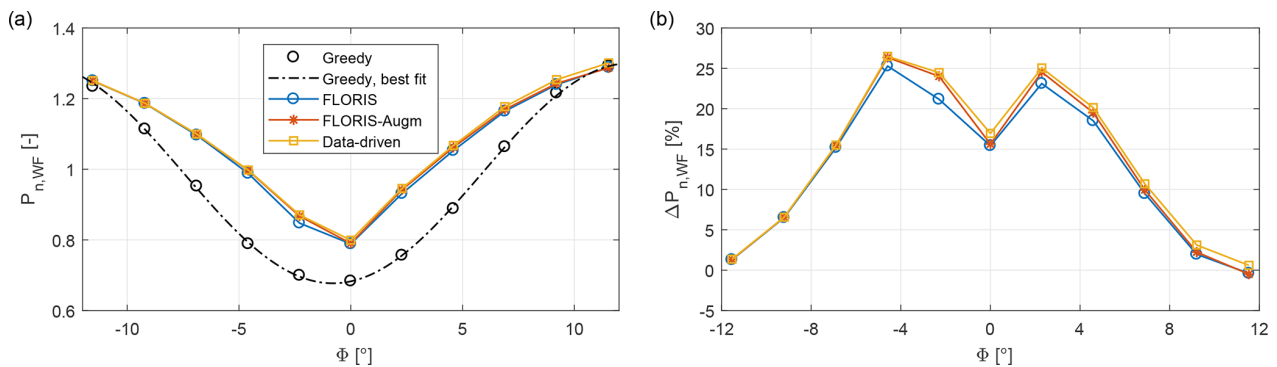 (a)
1.4
1.2
1
0.8
0.6
P_n,WF [-]
-10
-5
0
5
10
Φ [°]
Greedy
Greedy, best fit
FLORIS
FLORIS-Augm
Data-driven
(b)
30
25
20
15
10
5
0
-5
ΔP_n,WF [%]
-12
-8
-4
0
4
8
12
Φ [°]